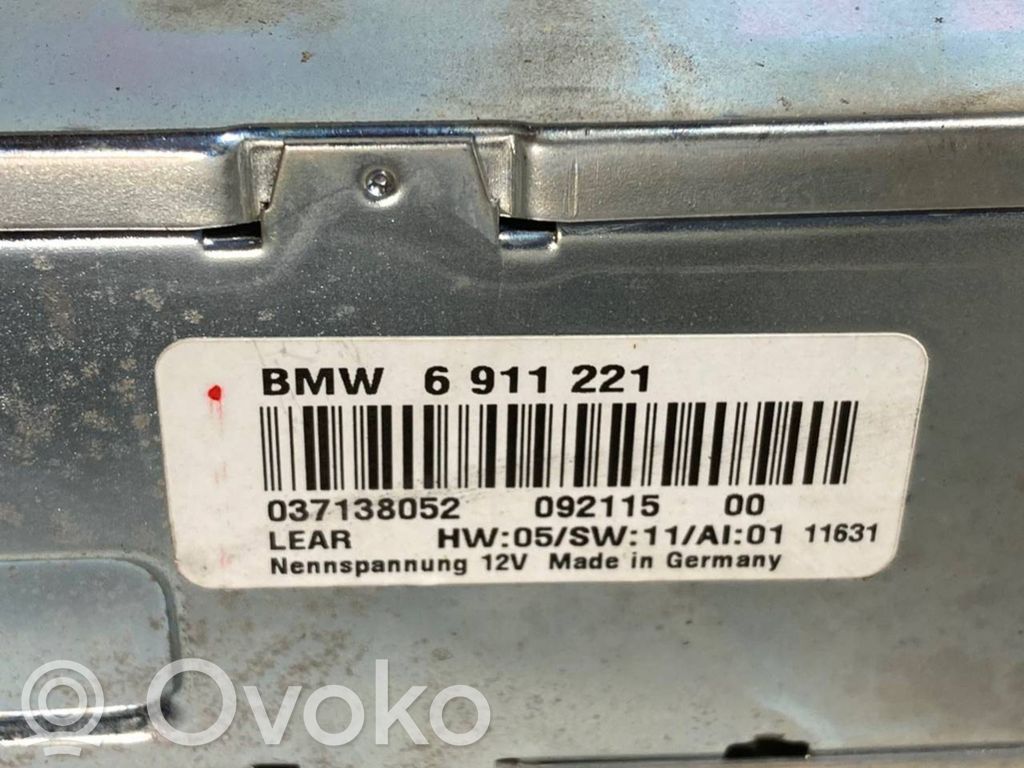 BMW 6 911 221
037138052 092115 00
LEAR HW:05/SW:11/AI:01 11631
Nennspannung 12V Made in Germany
R Ovoko